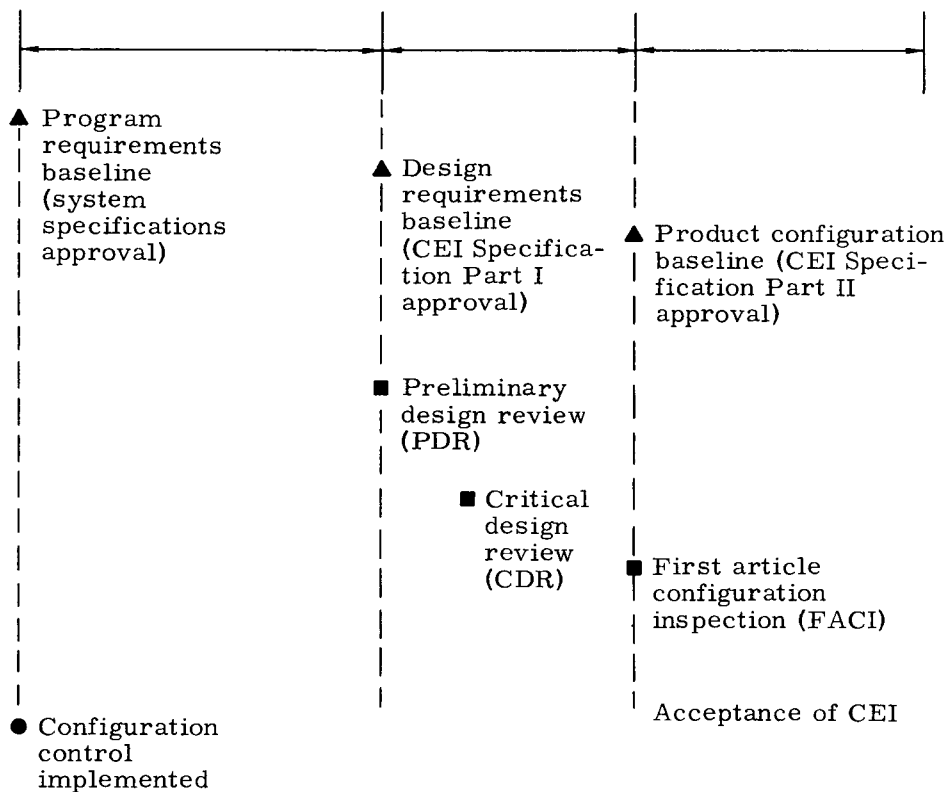 Program
requirements
baseline
(system
specifications
approval)
Design
requirements
baseline
(CEI Specifica-
tion Part I
approval)
Product configuration
baseline (CEI Speci-
fication Part II
approval)
Preliminary
design review
(PDR)
Critical
design
review
(CDR)
First article
configuration
inspection (FACI)
Acceptance of CEI
Configuration
control
implemented